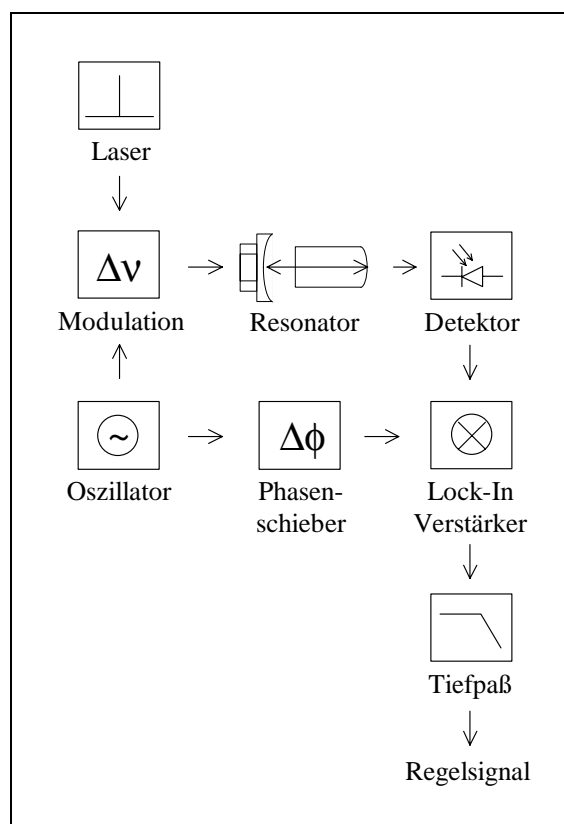 Laser
Δν
Modulation
Resonator
Detektor
~
Oszillator
Δϕ
Phasen-
schieber
Lock-In
Verstärker
Tiefpaß
Regelsignal